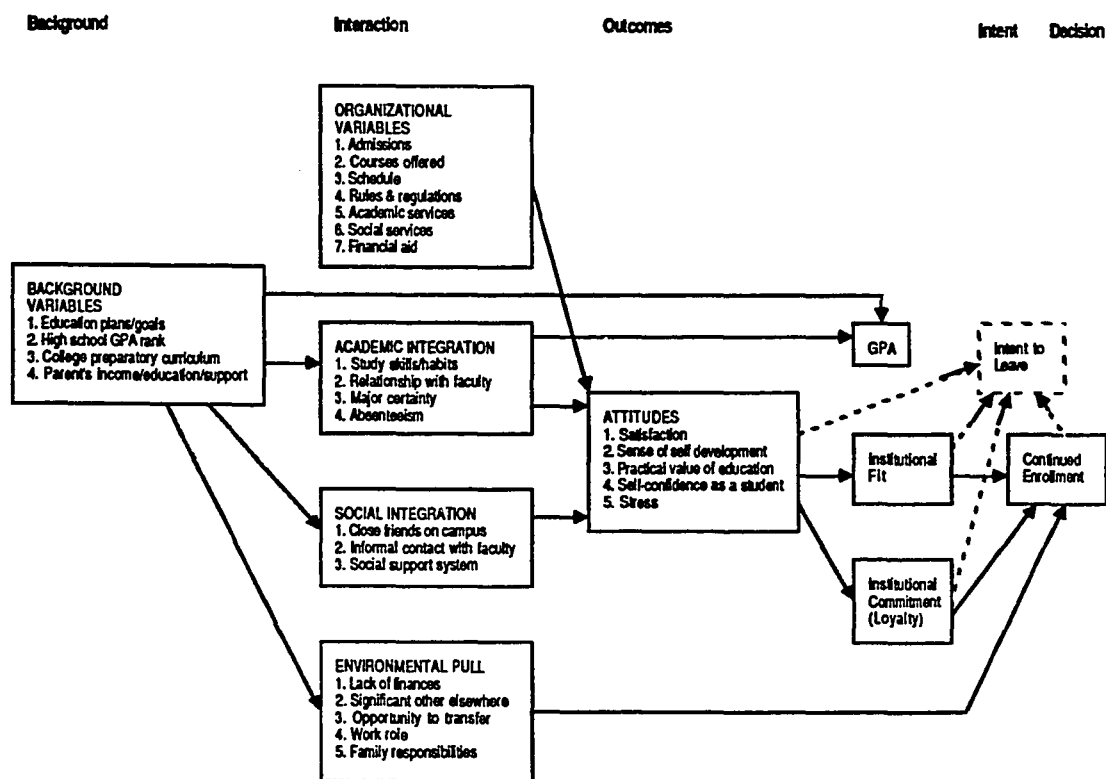 Background Interaction Outcomes Intent Decision
ORGANIZATIONAL
VARIABLES
1. Admissions
2. Courses offered
3. Schedule
4. Rules & regulations
5. Academic services
6. Social services
7. Financial aid
BACKGROUND
VARIABLES
1. Education plans/goals
2. High school GPA rank
3. College preparatory curriculum
4. Parent's income/education/support
ACADEMIC INTEGRATION
1. Study skills/habits
2. Relationship with faculty
3. Major certainty
4. Absenteeism
SOCIAL INTEGRATION
1. Close friends on campus
2. Informal contact with faculty
3. Social support system
ENVIRONMENTAL PULL
1. Lack of finances
2. Significant other elsewhere
3. Opportunity to transfer
4. Work role
5. Family responsibilities
ATTITUDES
1. Satisfaction
2. Sense of self development
3. Practical value of education
4. Self-confidence as a student
5. Stress
GPA
Institutional
Fit
Institutional
Commitment
(Loyalty)
Intent to
Leave
Continued
Enrollment